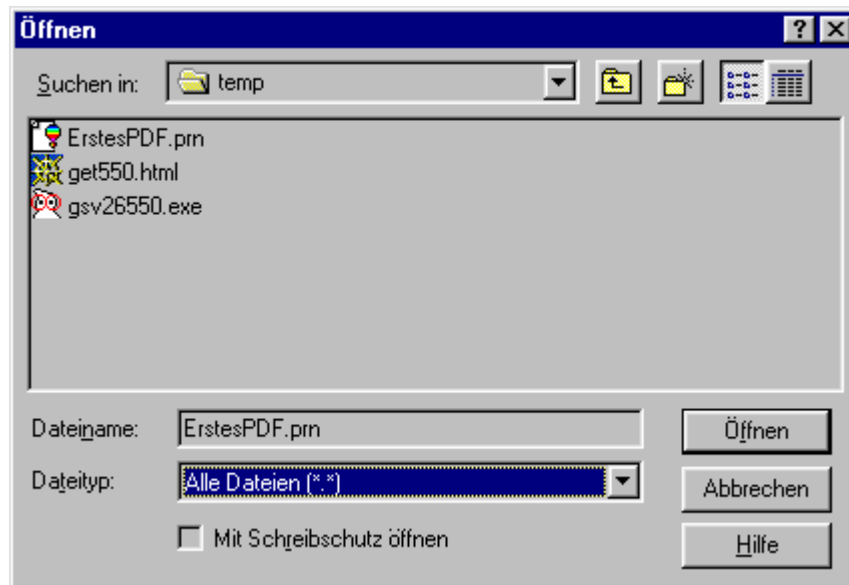 Öffnen
Suchen in: temp
ErstesPDF.prn
get550.html
gsv26550.exe
Dateiname: ErstesPDF.prn Öffnen
Dateityp: Alle Dateien (*.*) Abbrechen
Mit Schreibschutz öffnen Hilfe